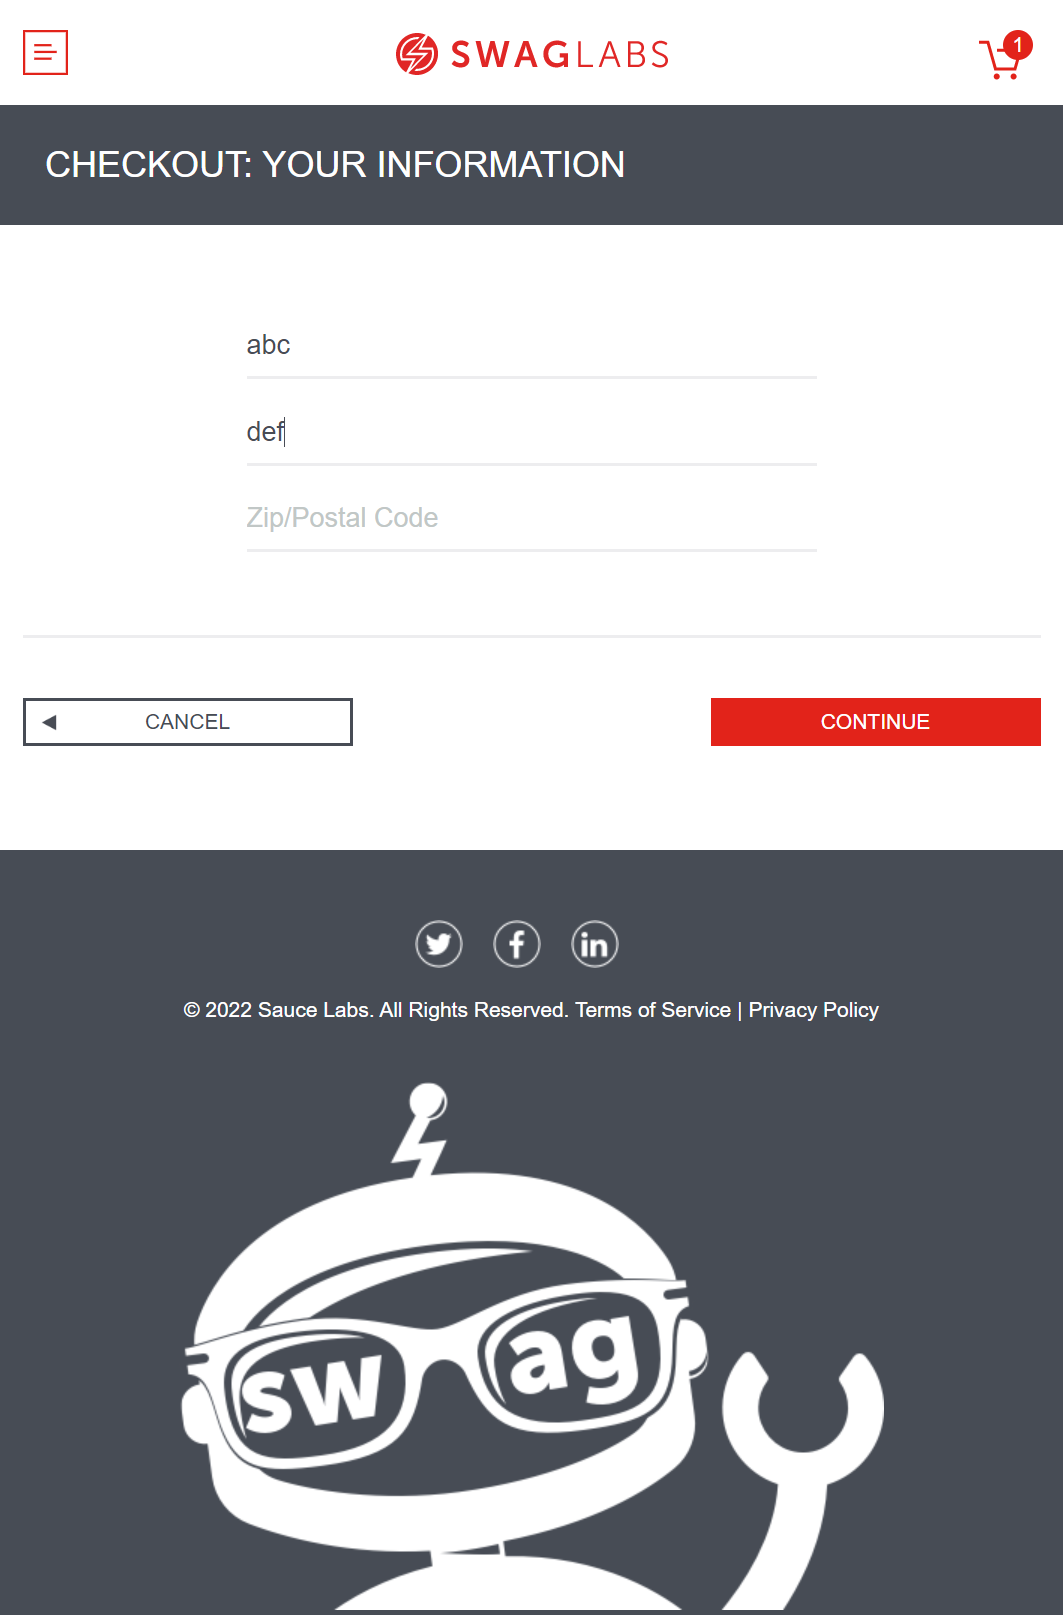 SWAGLABS
1
CHECKOUT: YOUR INFORMATION
abc
def
Zip/Postal Code
CANCEL
CONTINUE
in
© 2022 Sauce Labs. All Rights Reserved. Terms of Service | Privacy Policy
sw ag